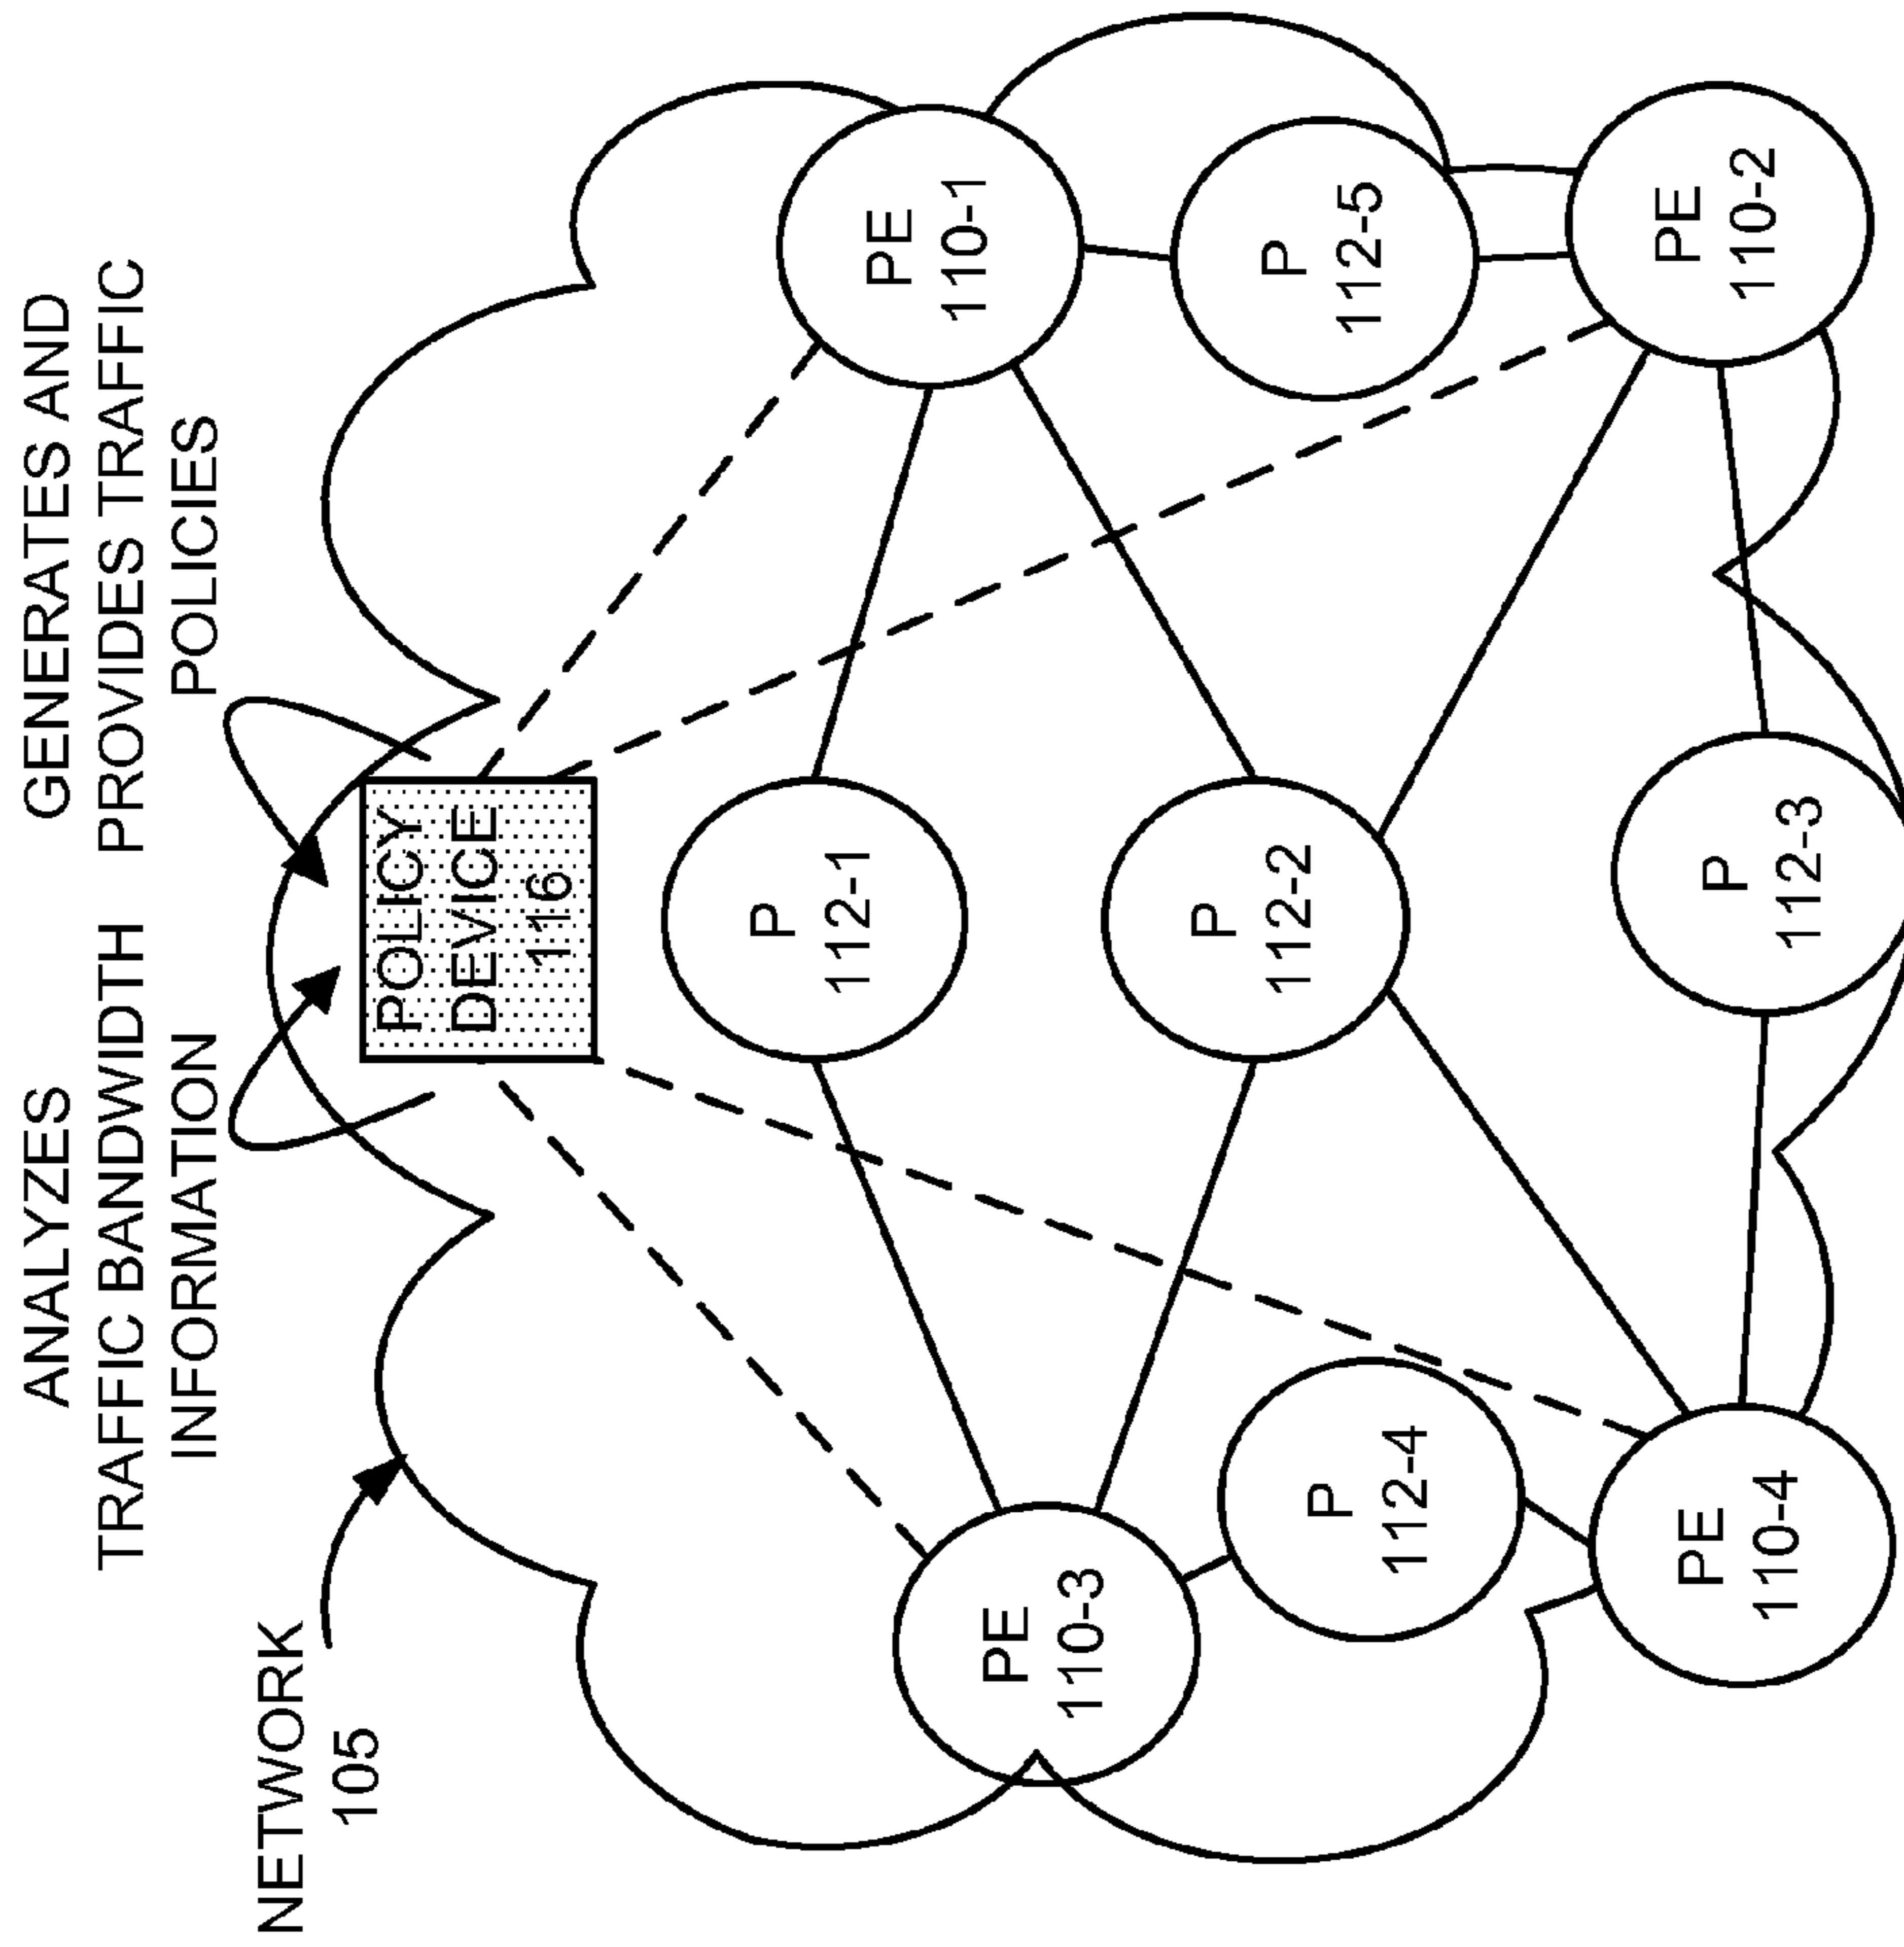 ANALYZES
TRAFFIC BANDWIDTH
INFORMATION
GENERATES AND
PROVIDES TRAFFIC
POLICIES
NETWORK
105
POLICY
DEVICE
116
PE
110-3
P
112-1
PE
110-1
P
112-4
P
112-2
P
112-5
PE
110-4
P
112-3
PE
110-2